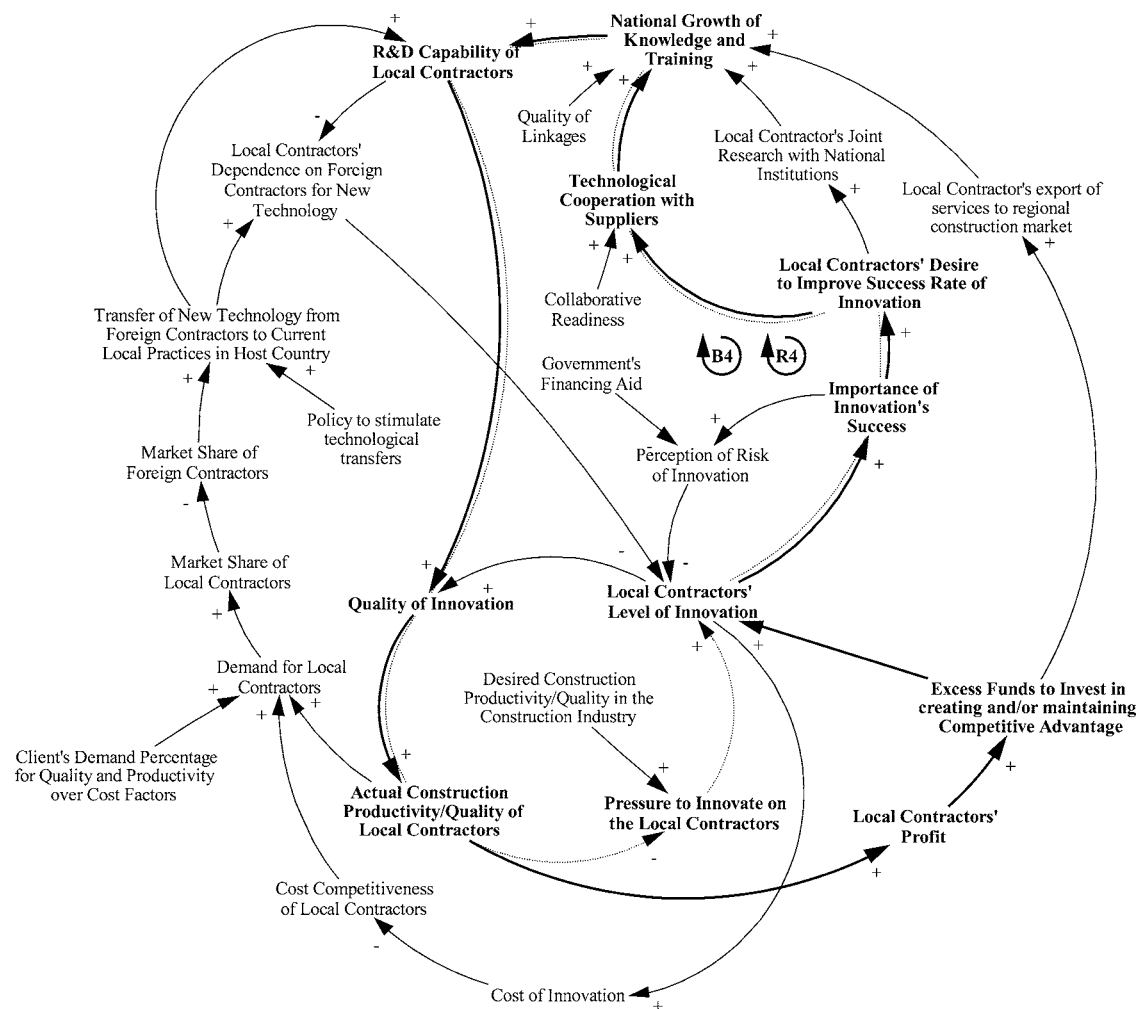 National Growth of
Knowledge and
Training
R&D Capability of
Local Contractors
Quality of
Linkages
Local Contractors'
Dependence on Foreign
Contractors for New
Technology
Local Contractor's Joint
Research with National
Institutions
Technological
Cooperation with
Suppliers
Local Contractor's export of
services to regional
construction market
Local Contractors' Desire
to Improve Success Rate of
Innovation
Collaborative
Readiness
Transfer of New Technology from
Foreign Contractors to Current
Local Practices in Host Country
B4
R4
Government's
Financing Aid
Importance of
Innovation's
Success
Policy to stimulate
technological
transfers
Market Share of
Foreign Contractors
Perception of Risk
of Innovation
Market Share of
Local Contractors
Quality of Innovation
Local Contractors'
Level of Innovation
Demand for Local
Contractors
Desired Construction
Productivity/Quality in the
Construction Industry
Excess Funds to Invest in
creating and/or maintaining
Competitive Advantage
Client's Demand Percentage
for Quality and Productivity
over Cost Factors
Actual Construction
Productivity/Quality of
Local Contractors
Pressure to Innovate on
the Local Contractors
Local Contractors'
Profit
Cost Competitiveness
of Local Contractors
Cost of Innovation